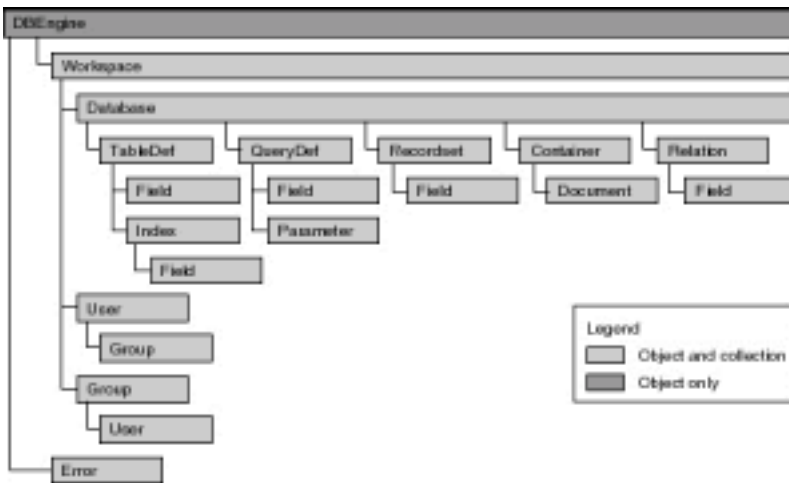 DBEngine
Workspace
Database
TableDef QueryDef Recordset Container Relation
Field Field Field Document Field
Index Parameter
Field
User
Group
Group
User
Error
Legend
Object and collection
Object only